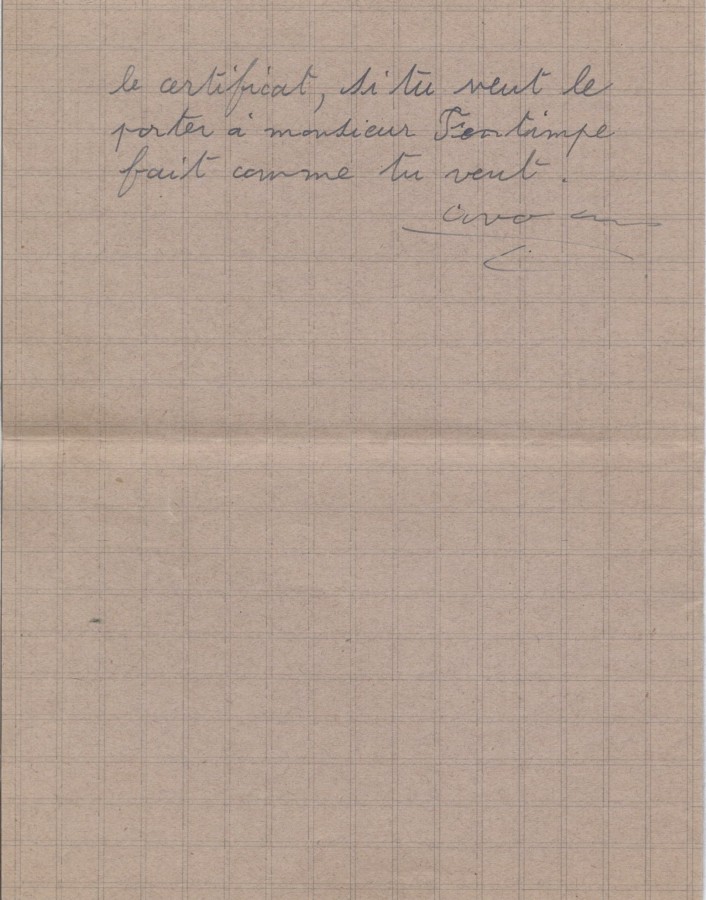 le certificat, si tu veut le
porter à monsieur
fait comme tu veut.